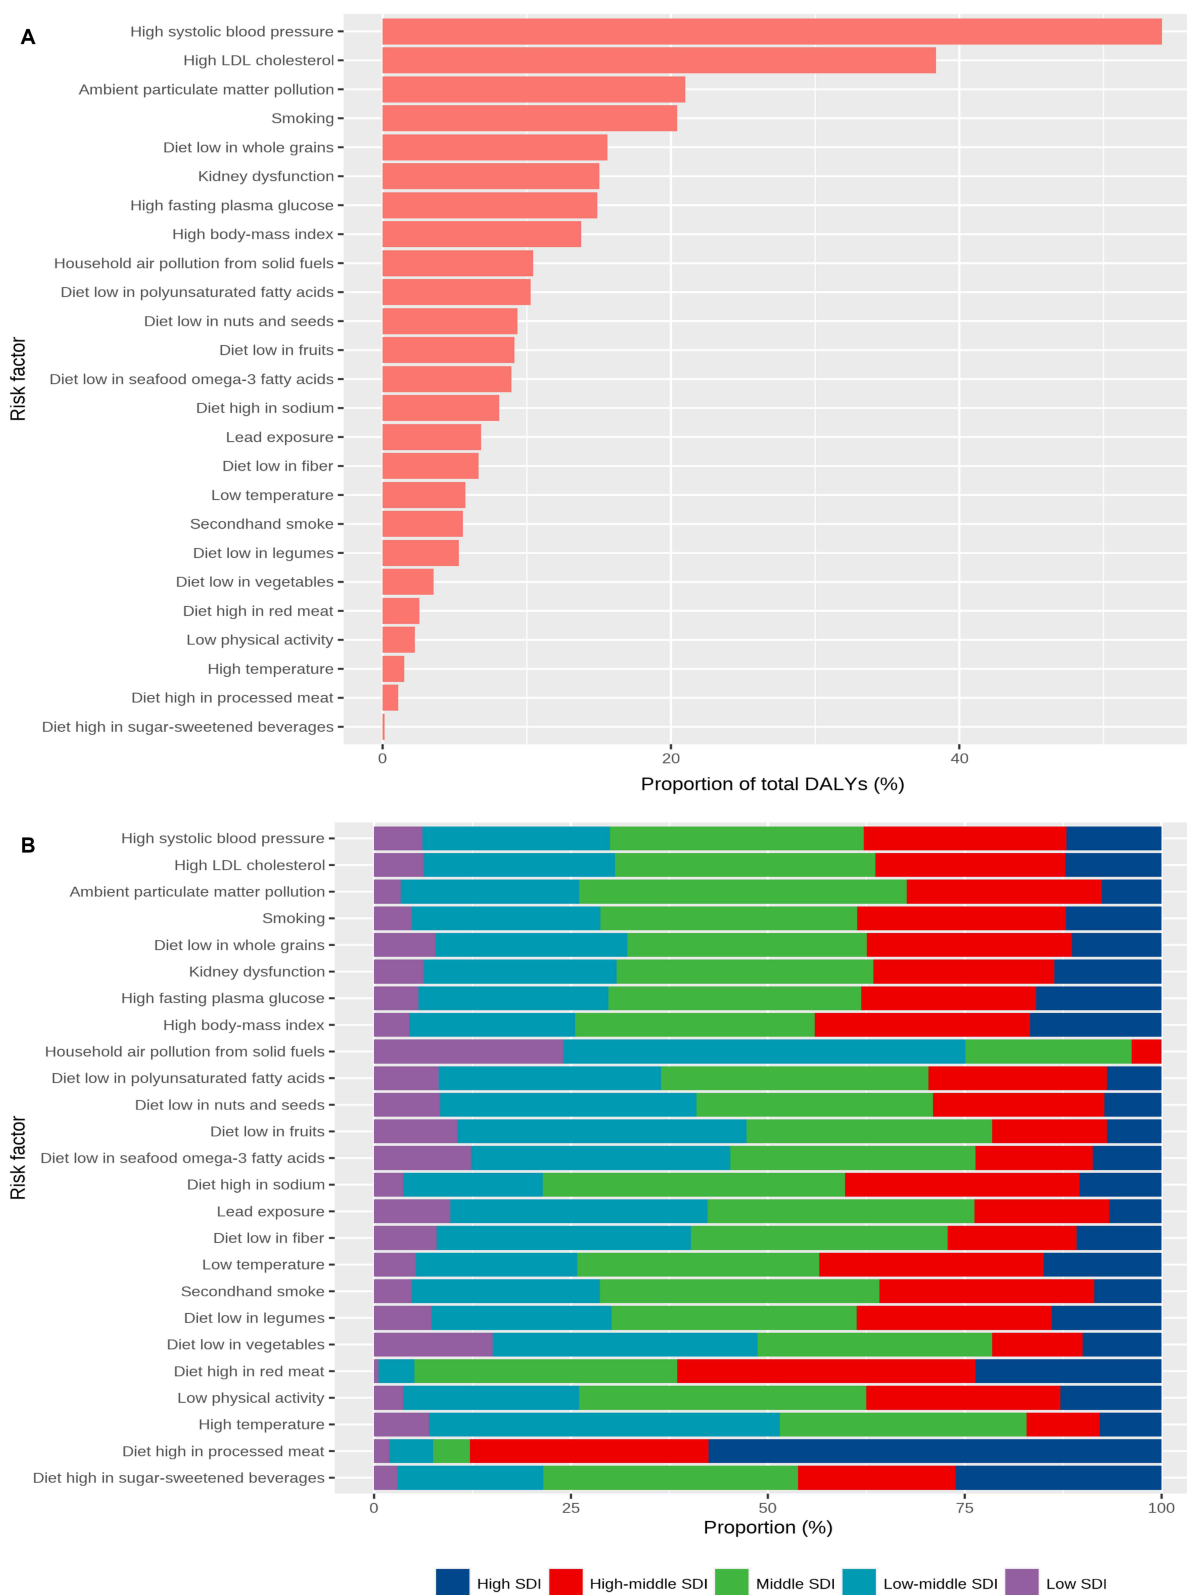 A
High systolic blood pressure
High LDL cholesterol
Ambient particulate matter pollution
Smoking
Diet low in whole grains
Kidney dysfunction
High fasting plasma glucose
High body-mass index
Household air pollution from solid fuels
Diet low in polyunsaturated fatty acids
Diet low in nuts and seeds
Diet low in fruits
Diet low in seafood omega-3 fatty acids
Diet high in sodium
Lead exposure
Diet low in fiber
Low temperature
Secondhand smoke
Diet low in legumes
Diet low in vegetables
Diet high in red meat
Low physical activity
High temperature
Diet high in processed meat
Diet high in sugar-sweetened beverages
Risk factor
0 20 40
Proportion of total DALYs (%)
B
High systolic blood pressure
High LDL cholesterol
Ambient particulate matter pollution
Smoking
Diet low in whole grains
Kidney dysfunction
High fasting plasma glucose
High body-mass index
Household air pollution from solid fuels
Diet low in polyunsaturated fatty acids
Diet low in nuts and seeds
Diet low in fruits
Diet low in seafood omega-3 fatty acids
Diet high in sodium
Lead exposure
Diet low in fiber
Low temperature
Secondhand smoke
Diet low in legumes
Diet low in vegetables
Diet high in red meat
Low physical activity
High temperature
Diet high in processed meat
Diet high in sugar-sweetened beverages
Risk factor
0 25 50 75 100
Proportion (%)
High SDI High-middle SDI Middle SDI Low-middle SDI Low SDI